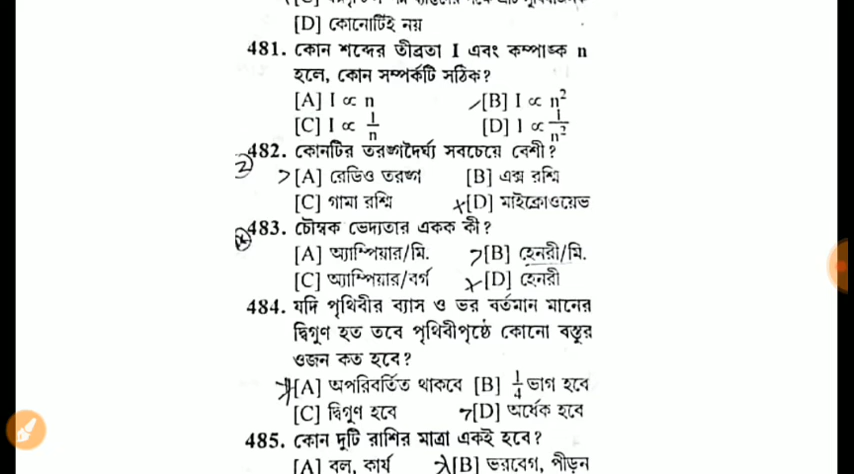 [D] কোনোটিই নয়
481. কোন শব্দের তীব্রতা I এবং কম্পাঙ্ক n
হলে, কোন সম্পর্কটি সঠিক?
[A] I ∝ n [B] I ∝ n²
[C] I ∝ 1/n [D] I ∝ 1/n²
482. কোনটির তরঙ্গদৈর্ঘ্য সবচেয়ে বেশী?
[A] রেডিও তরঙ্গ [B] এক্স রশ্মি
[C] গামা রশ্মি [D] মাইক্রোওয়েভ
483. চৌম্বক ভেদ্যতার একক কী?
[A] অ্যাম্পিয়ার/মি. [B] হেনরী/মি.
[C] অ্যাম্পিয়ার/বর্গ [D] হেনরী
484. যদি পৃথিবীর ব্যাস ও ভর বর্তমান মানের
দ্বিগুণ হত তবে পৃথিবীপৃষ্ঠে কোনো বস্তুর
ওজন কত হবে?
[A] অপরিবর্তিত থাকবে [B] 1/4 ভাগ হবে
[C] দ্বিগুণ হবে [D] অর্ধেক হবে
485. কোন দুটি রাশির মাত্রা একই হবে?
[A] বল, কার্য [B] ভরবেগ, পীড়ন